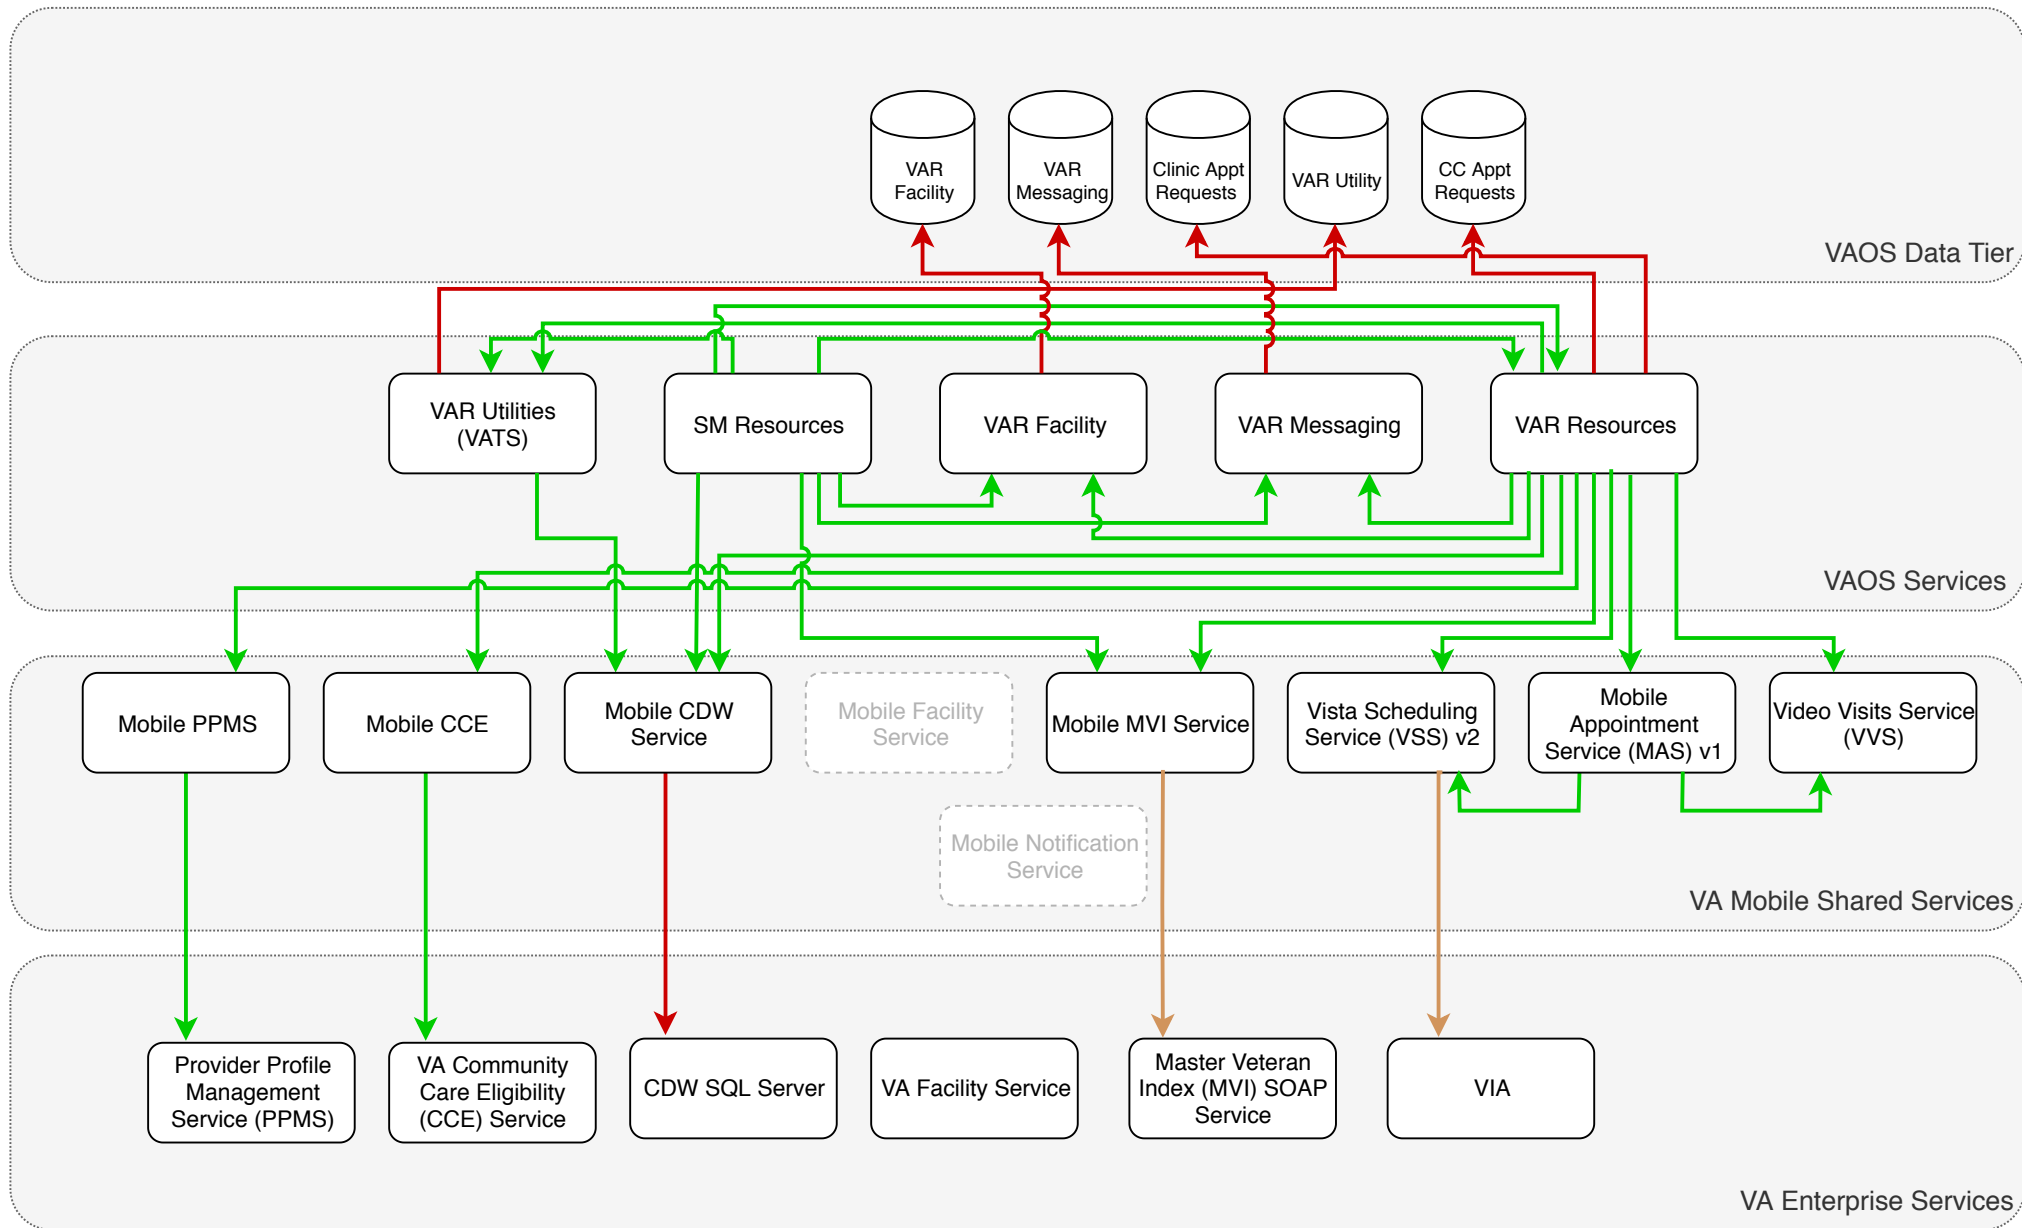 VAR
Facility
VAR
Messaging
Clinic Appt
Requests
VAR Utility
CC Appt
Requests
VAOS Data Tier
VAR Utilities
(VATS)
SM Resources
VAR Facility
VAR Messaging
VAR Resources
VAOS Services
Mobile PPMS
Mobile CCE
Mobile CDW
Service
Mobile Facility
Service
Mobile MVI Service
Vista Scheduling
Service (VSS) v2
Mobile
Appointment
Service (MAS) v1
Video Visits Service
(VVS)
Mobile Notification
Service
VA Mobile Shared Services
Provider Profile
Management
Service (PPMS)
VA Community
Care Eligibility
(CCE) Service
CDW SQL Server
VA Facility Service
Master Veteran
Index (MVI) SOAP
Service
VIA
VA Enterprise Services